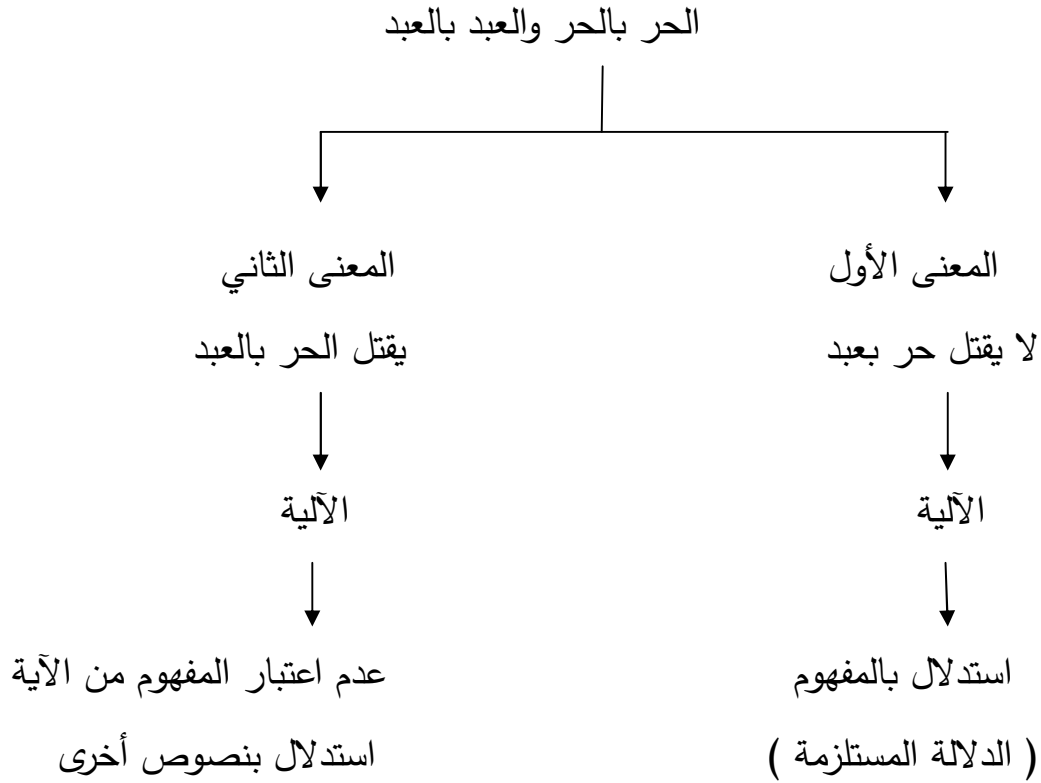 الحر بالحر والعبد بالعبد
المعنى الأول
لا يقتل حر بعبد
الآلية
استدلال بالمفهوم
( الدلالة المستلزمة )
المعنى الثاني
يقتل الحر بالعبد
الآلية
عدم اعتبار المفهوم من الآية
استدلال بنصوص أخرى